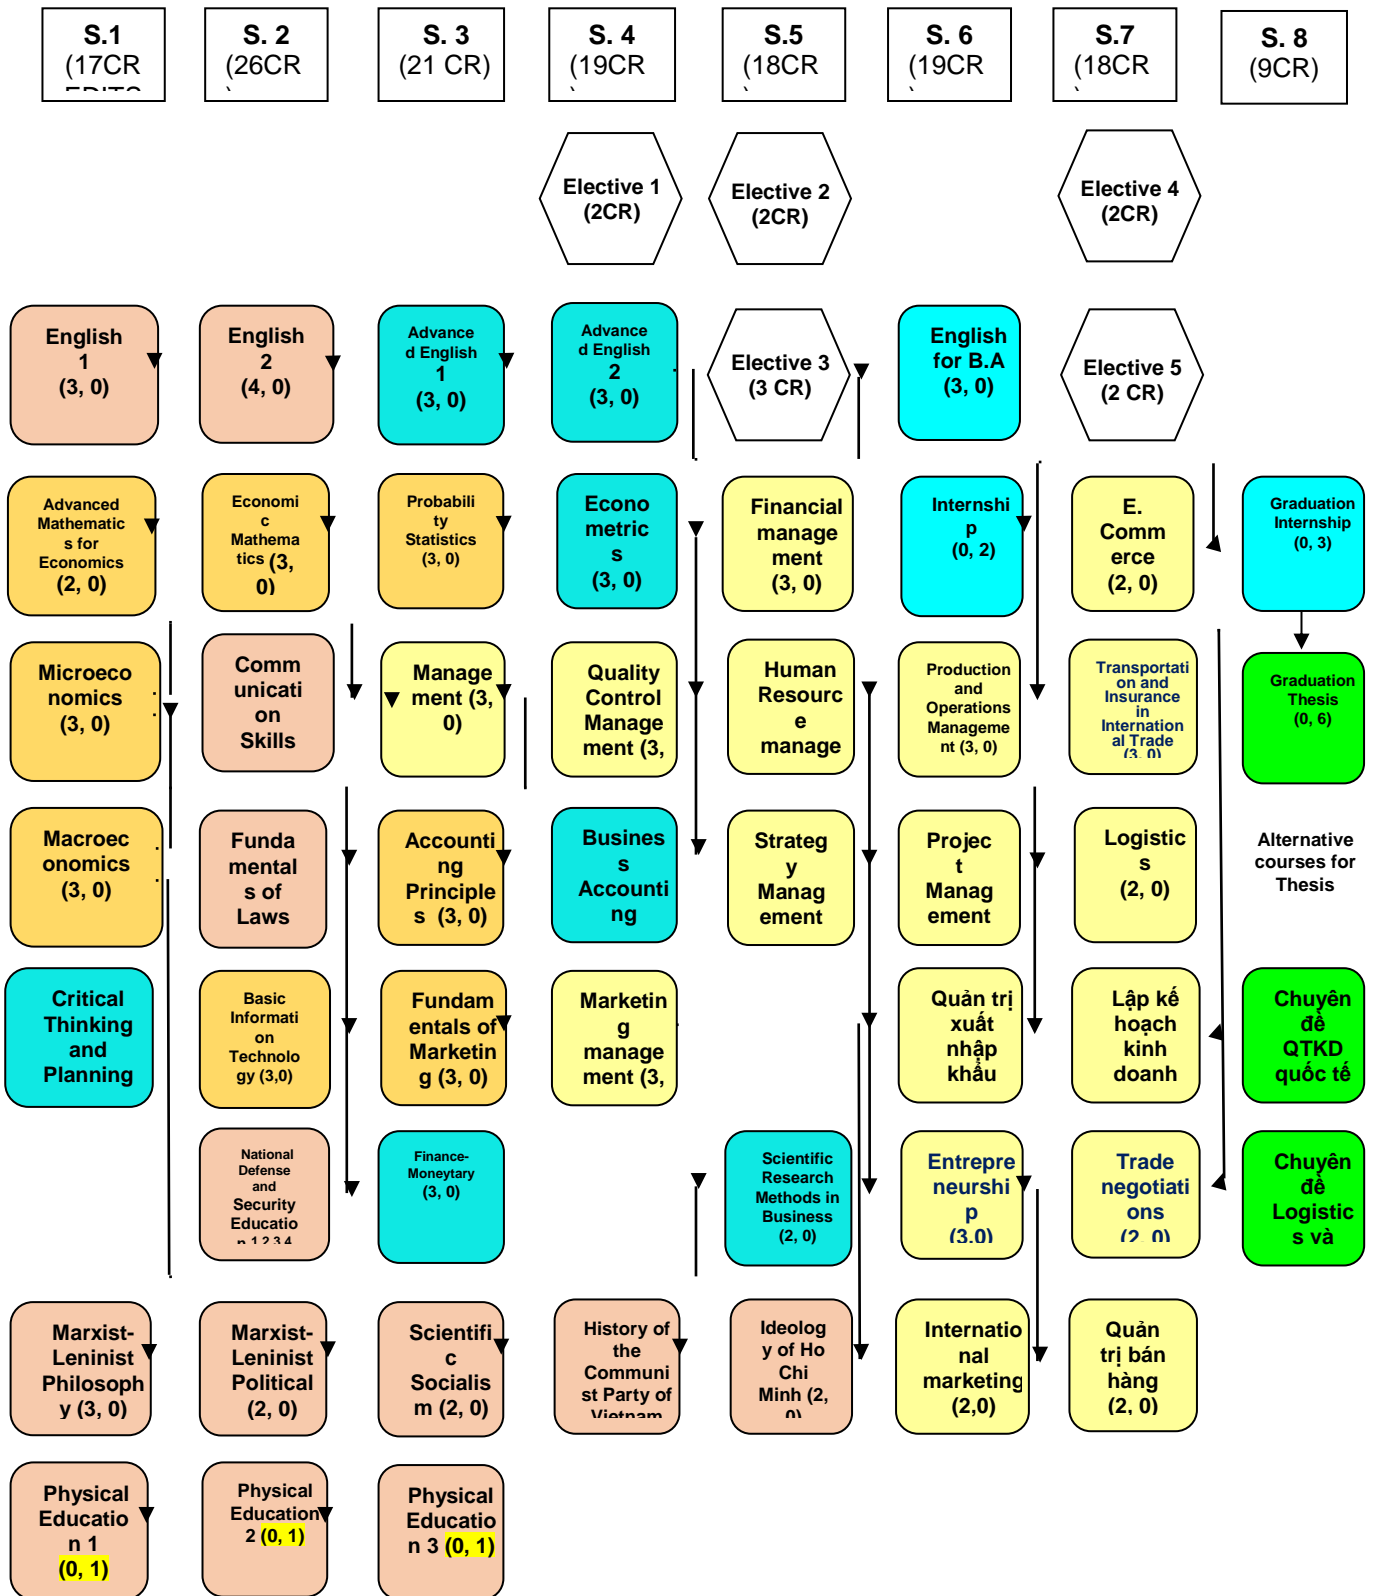 S.1
(17CR
S. 2
(26CR
S. 3
(21 CR)
S. 4
(19CR
S.5
(18CR
S. 6
(19CR
S.7
(18CR
S. 8
(9CR)
Elective 1
(2CR)
Elective 2
(2CR)
Elective 4
(2CR)
English
1
(3, 0)
English
2
(4, 0)
Advance
d English
1
(3, 0)
Advance
d English
2
(3, 0)
Elective 3
(3 CR)
English
for B.A
(3, 0)
Elective 5
(2 CR)
Advanced
Mathematic
s for
Economics
(2, 0)
Economi
c
Mathema
tics (3,
0)
Probabili
ty
Statistics
(3, 0)
Econo
metric
s
(3, 0)
Financial
manage
ment
(3, 0)
Internshi
p
(0, 2)
E.
Comm
erce
(2, 0)
Graduation
Internship
(0, 3)
Microeco
nomics
(3, 0)
Comm
unicati
on
Skills
Manage
ment (3,
0)
Quality
Control
Manage
ment (3,
Human
Resourc
e
manage
Production
and
Operations
Manageme
nt (3, 0)
Transportati
on and
Insurance
in
Internation
al Trade
(3, 0)
Graduation
Thesis
(0, 6)
Macroec
onomics
(3, 0)
Funda
mental
s of
Laws
Accounti
ng
Principle
s (3, 0)
Busines
s
Accounti
ng
Strateg
y
Manag
ement
Projec
t
Manag
ement
Logistic
s
(2, 0)
Alternative
courses for
Thesis
Critical
Thinking
and
Planning
Basic
Informati
on
Technolo
gy (3,0)
Fundam
entals of
Marketin
g (3, 0)
Marketin
g
manage
ment (3,
Quản trị
xuất
nhập
khẩu
Lập kế
hoạch
kinh
doanh
Chuyên
đề
QTKD
quốc tế
National
Defense
and
Security
Educatio
n 1,2,3,4
Finance-
Moneytary
(3, 0)
Scientific
Research
Methods in
Business
(2, 0)
Entrepre
neurshi
p
(3,0)
Trade
negotiati
ons
(2, 0)
Chuyên
đề
Logistic
s và
Marxist-
Leninist
Philosoph
y (3, 0)
Marxist-
Leninist
Political
(2, 0)
Scientifi
c
Socialis
m (2, 0)
History of
the
Communi
st Party of
Vietnam
Ideolog
y of Ho
Chi
Minh (2,
0)
Internatio
nal
marketing
(2,0)
Quản
trị bán
hàng
(2, 0)
Physical
Educatio
n 1
(0, 1)
Physical
Education
2 (0, 1)
Physical
Educatio
n 3 (0, 1)